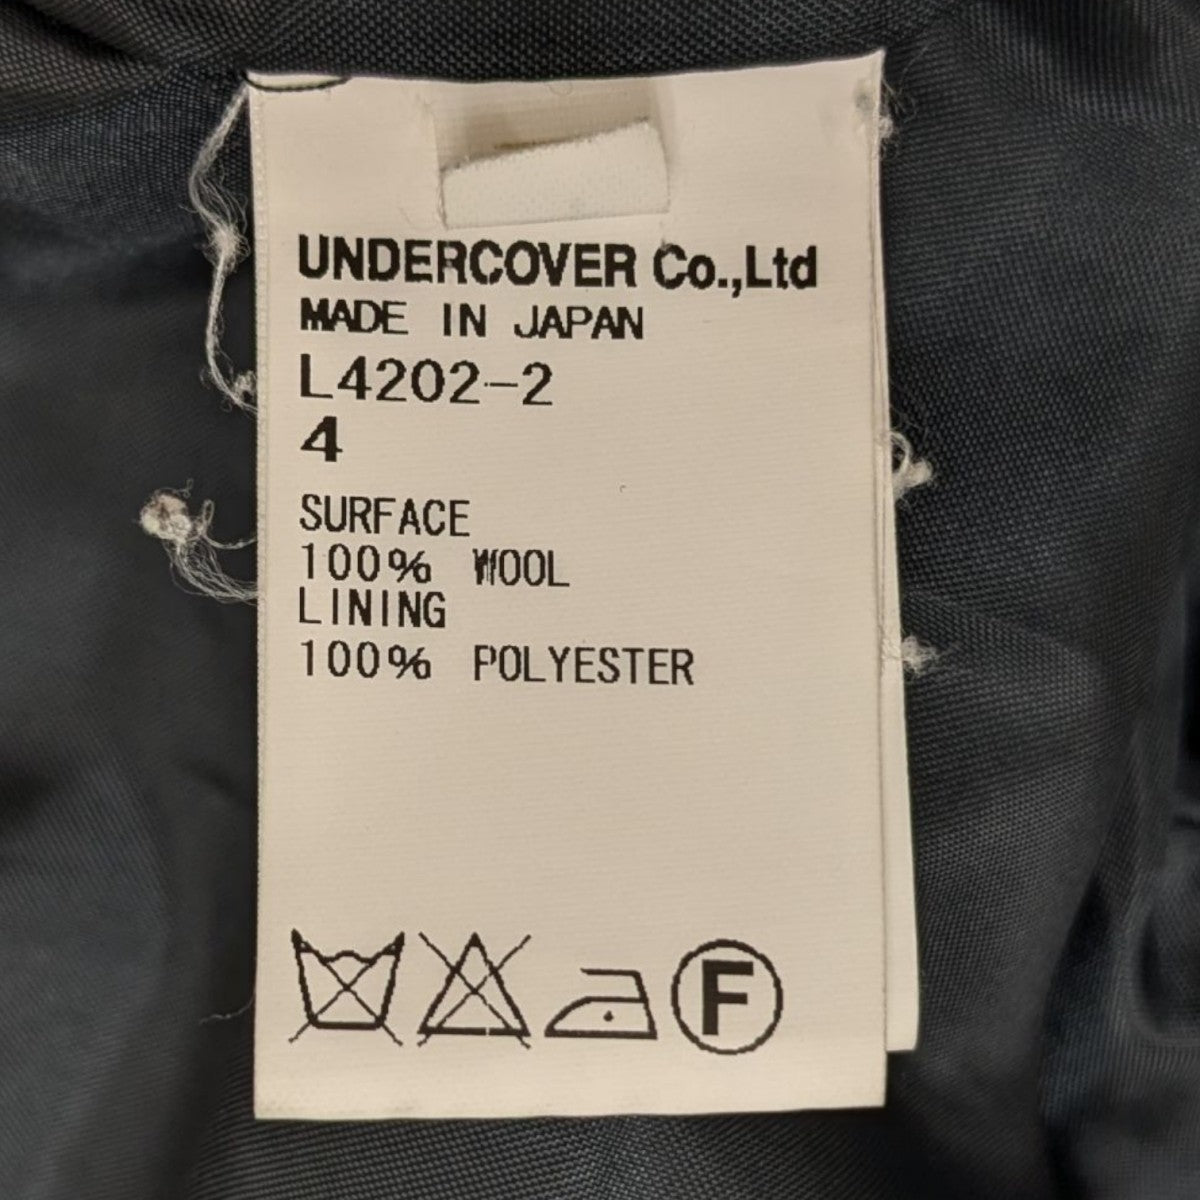 UNDERCOVER Co.,Ltd
MADE IN JAPAN
L4202-2
4
SURFACE
100% WOOL
LINING
100% POLYESTER
F